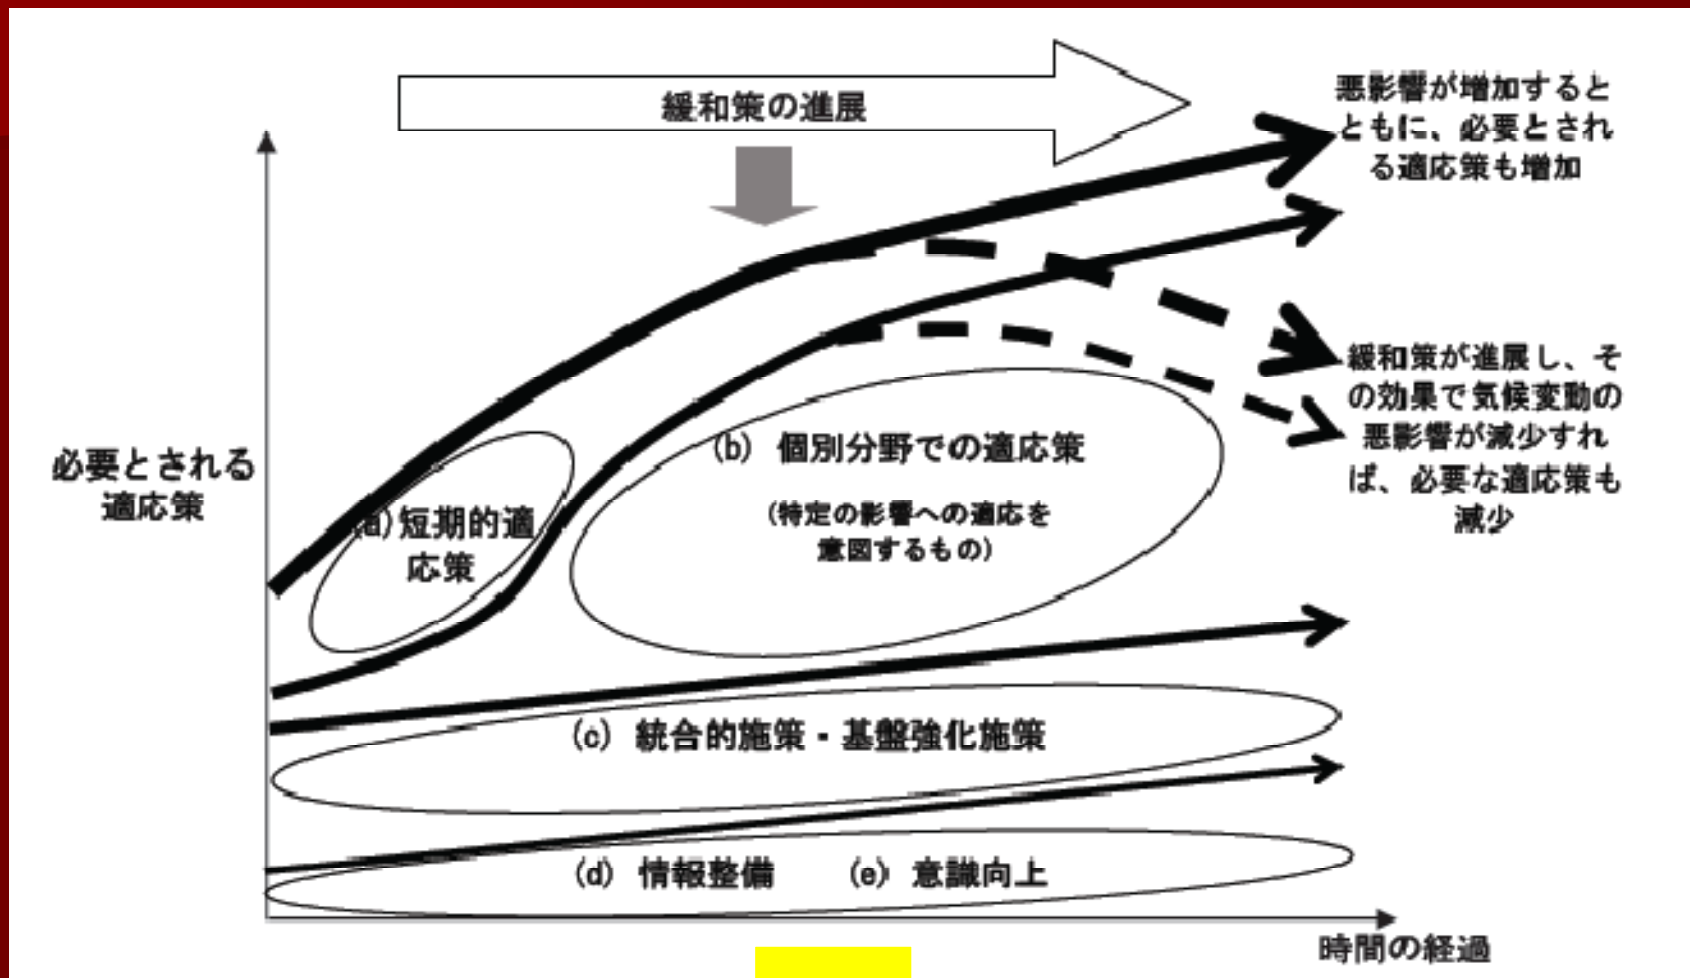 緩和策の進展
悪影響が増加すると
ともに、必要とされ
る適応策も増加
緩和策が進展し、そ
の効果で気候変動の
悪影響が減少すれ
ば、必要な適応策も
減少
必要とされる
適応策
(a)短期的適
応策
(b) 個別分野での適応策
(特定の影響への適応を
意図するもの)
(c) 統合的施策・基盤強化施策
(d) 情報整備 (e) 意識向上
時間の経過